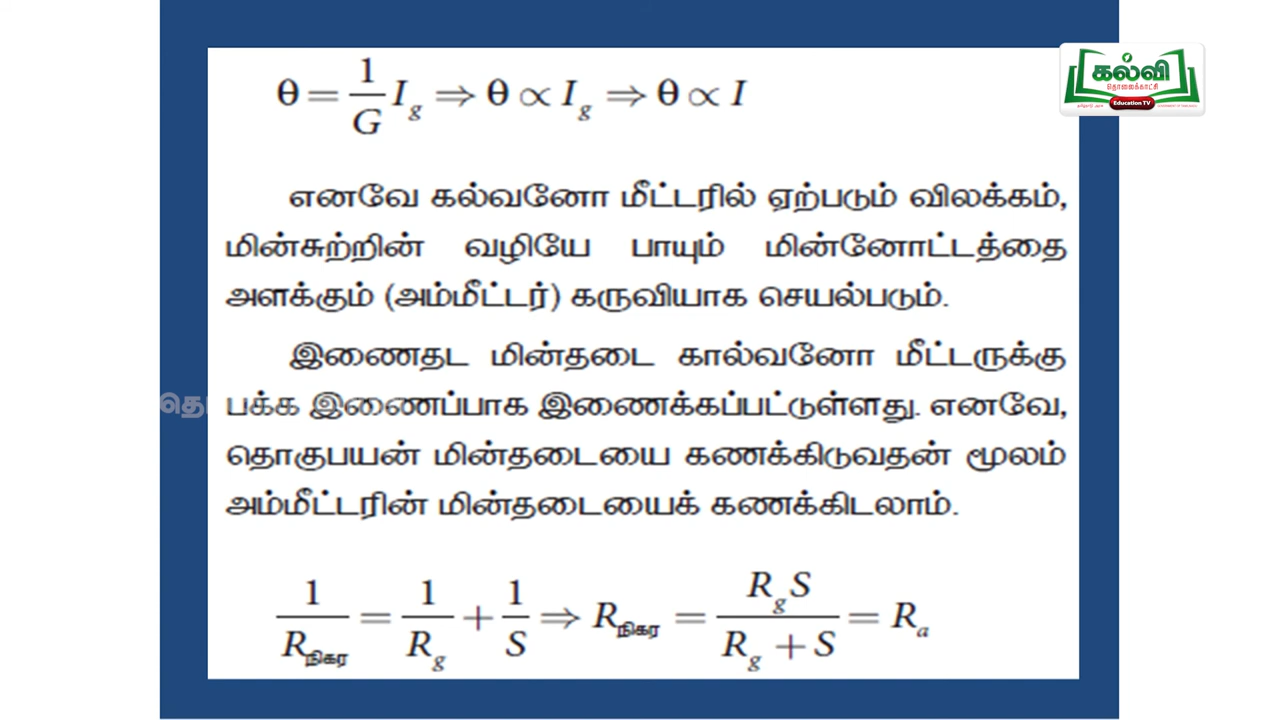 கல்வி
தொலைக்காட்சி
Education TV
θ = 1/G I_g ⇒ θ ∝ I_g ⇒ θ ∝ I
எனவே கல்வனோ மீட்டரில் ஏற்படும் விலக்கம்,
மின்சுற்றின் வழியே பாயும் மின்னோட்டத்தை
அளக்கும் (அம்மீட்டர்) கருவியாக செயல்படும்.
இணைதட மின்தடை கால்வனோ மீட்டருக்கு
பக்க இணைப்பாக இணைக்கப்பட்டுள்ளது. எனவே,
தொகுபயன் மின்தடையை கணக்கிடுவதன் மூலம்
அம்மீட்டரின் மின்தடையைக் கணக்கிடலாம்.
1/R_நிகர = 1/R_g + 1/S ⇒ R_நிகர = R_g S/(R_g + S) = R_a